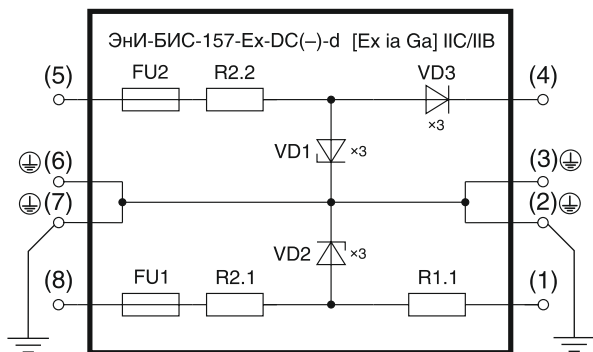 ЭнИ-БИС-157-Ex-DC(–)-d [Ex ia Ga] IIC/IIB
(5) FU2 R2.2 VD3 (4)
×3
VD1 ×3
(6) (3)
(7) (2)
VD2 ×3
(8) FU1 R2.1 R1.1 (1)